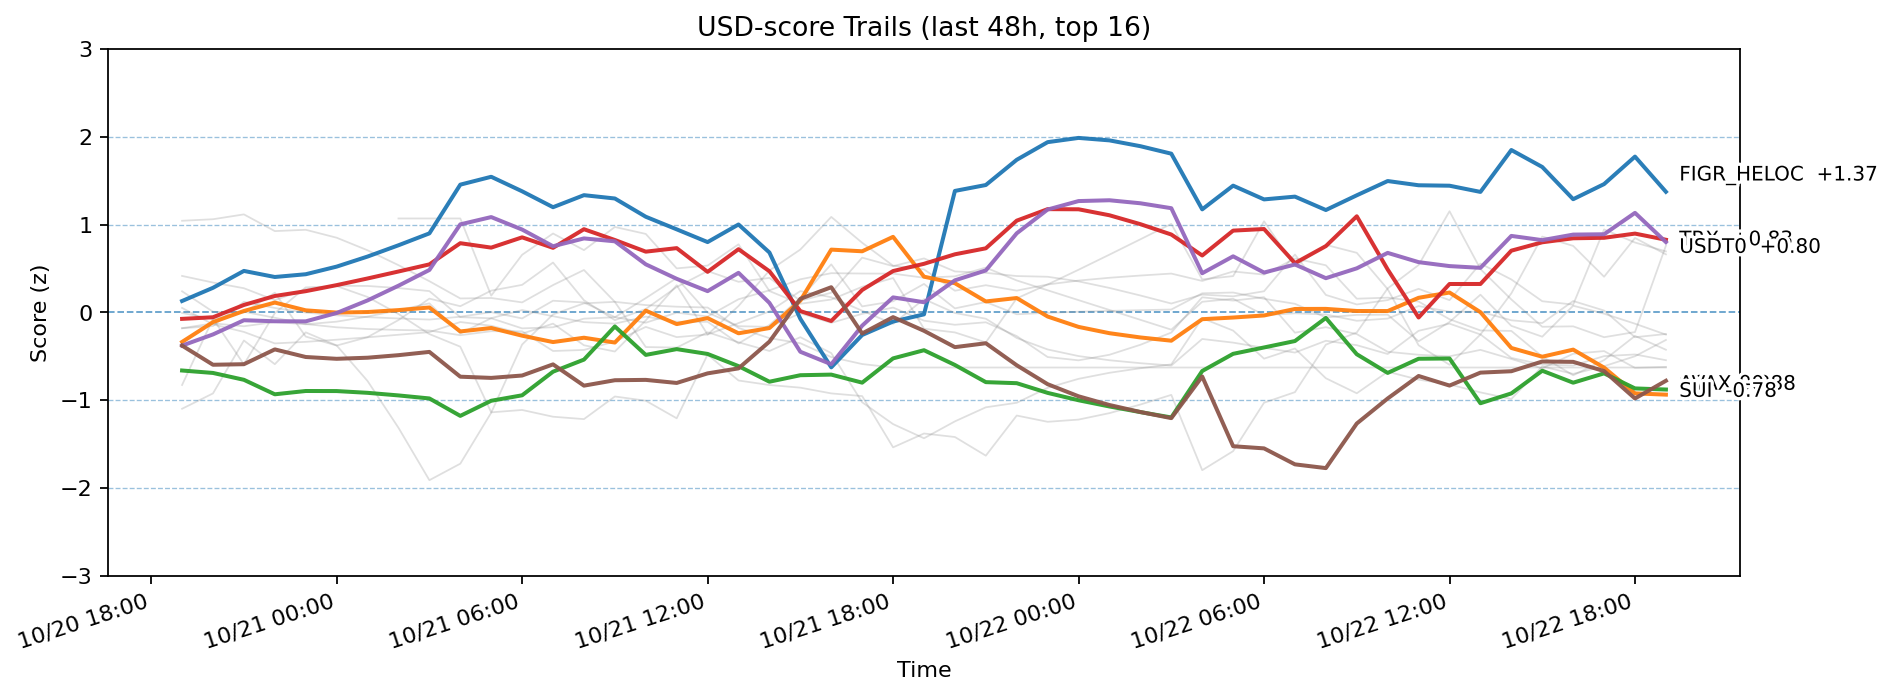 USD-score Trails (last 48h, top 16)
3
2
1
0
−1
−2
−3
Score (z)
FIGR_HELOC +1.37
USDT0 +0.80
SUI -0.78
10/20 18:00
10/21 00:00
10/21 06:00
10/21 12:00
10/21 18:00
10/22 00:00
10/22 06:00
10/22 12:00
10/22 18:00
Time